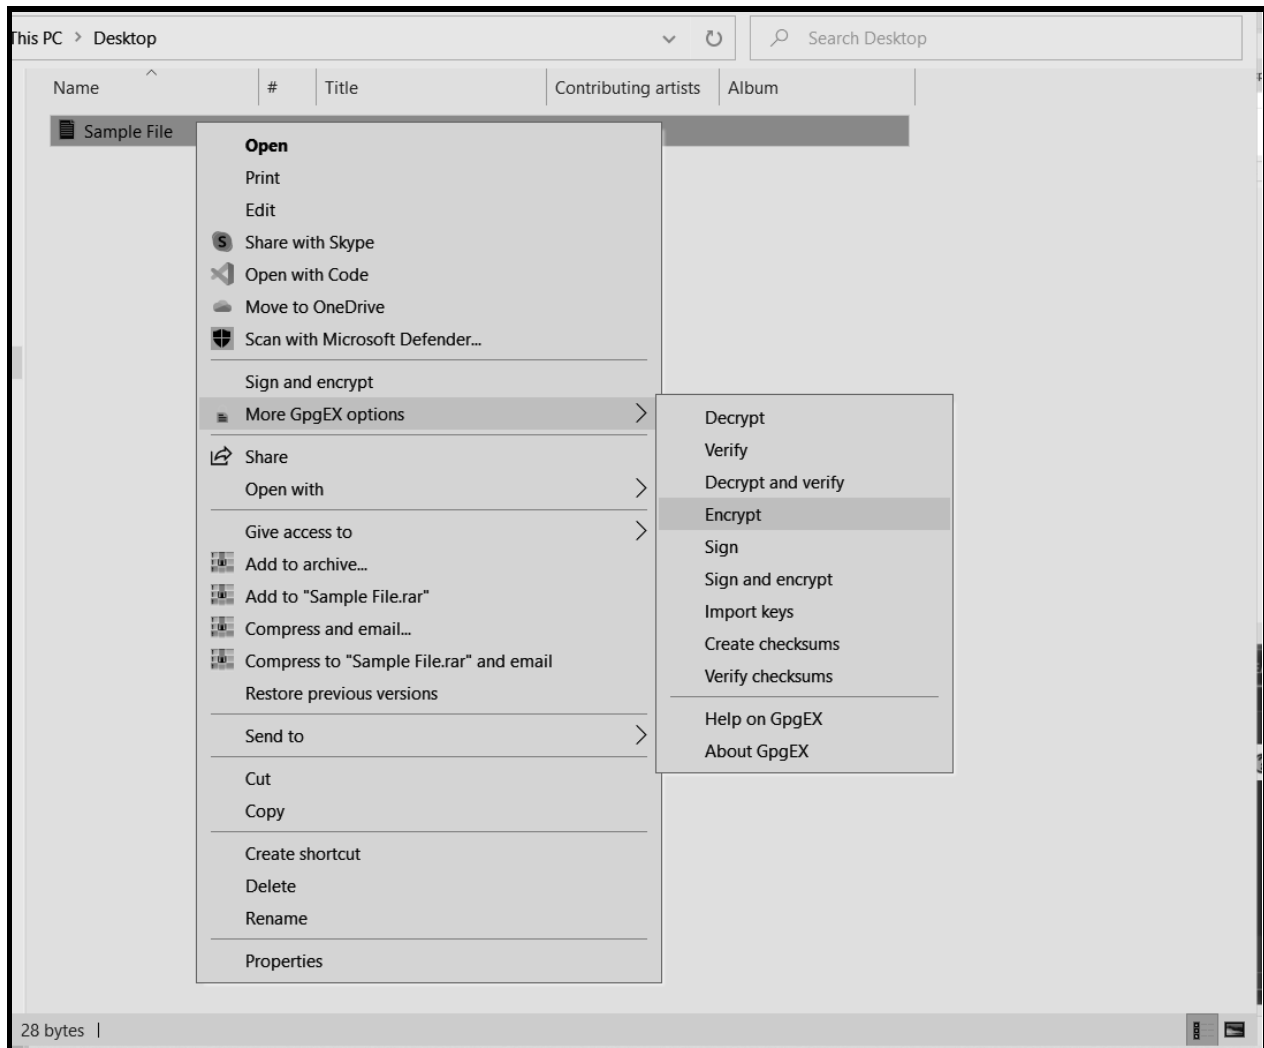 This PC > Desktop
Search Desktop
Name # Title Contributing artists Album
Sample File
Open
Print
Edit
Share with Skype
Open with Code
Move to OneDrive
Scan with Microsoft Defender...
Sign and encrypt
More GpgEX options
Share
Open with
Give access to
Add to archive...
Add to "Sample File.rar"
Compress and email...
Compress to "Sample File.rar" and email
Restore previous versions
Send to
Cut
Copy
Create shortcut
Delete
Rename
Properties
Decrypt
Verify
Decrypt and verify
Encrypt
Sign
Sign and encrypt
Import keys
Create checksums
Verify checksums
Help on GpgEX
About GpgEX
28 bytes